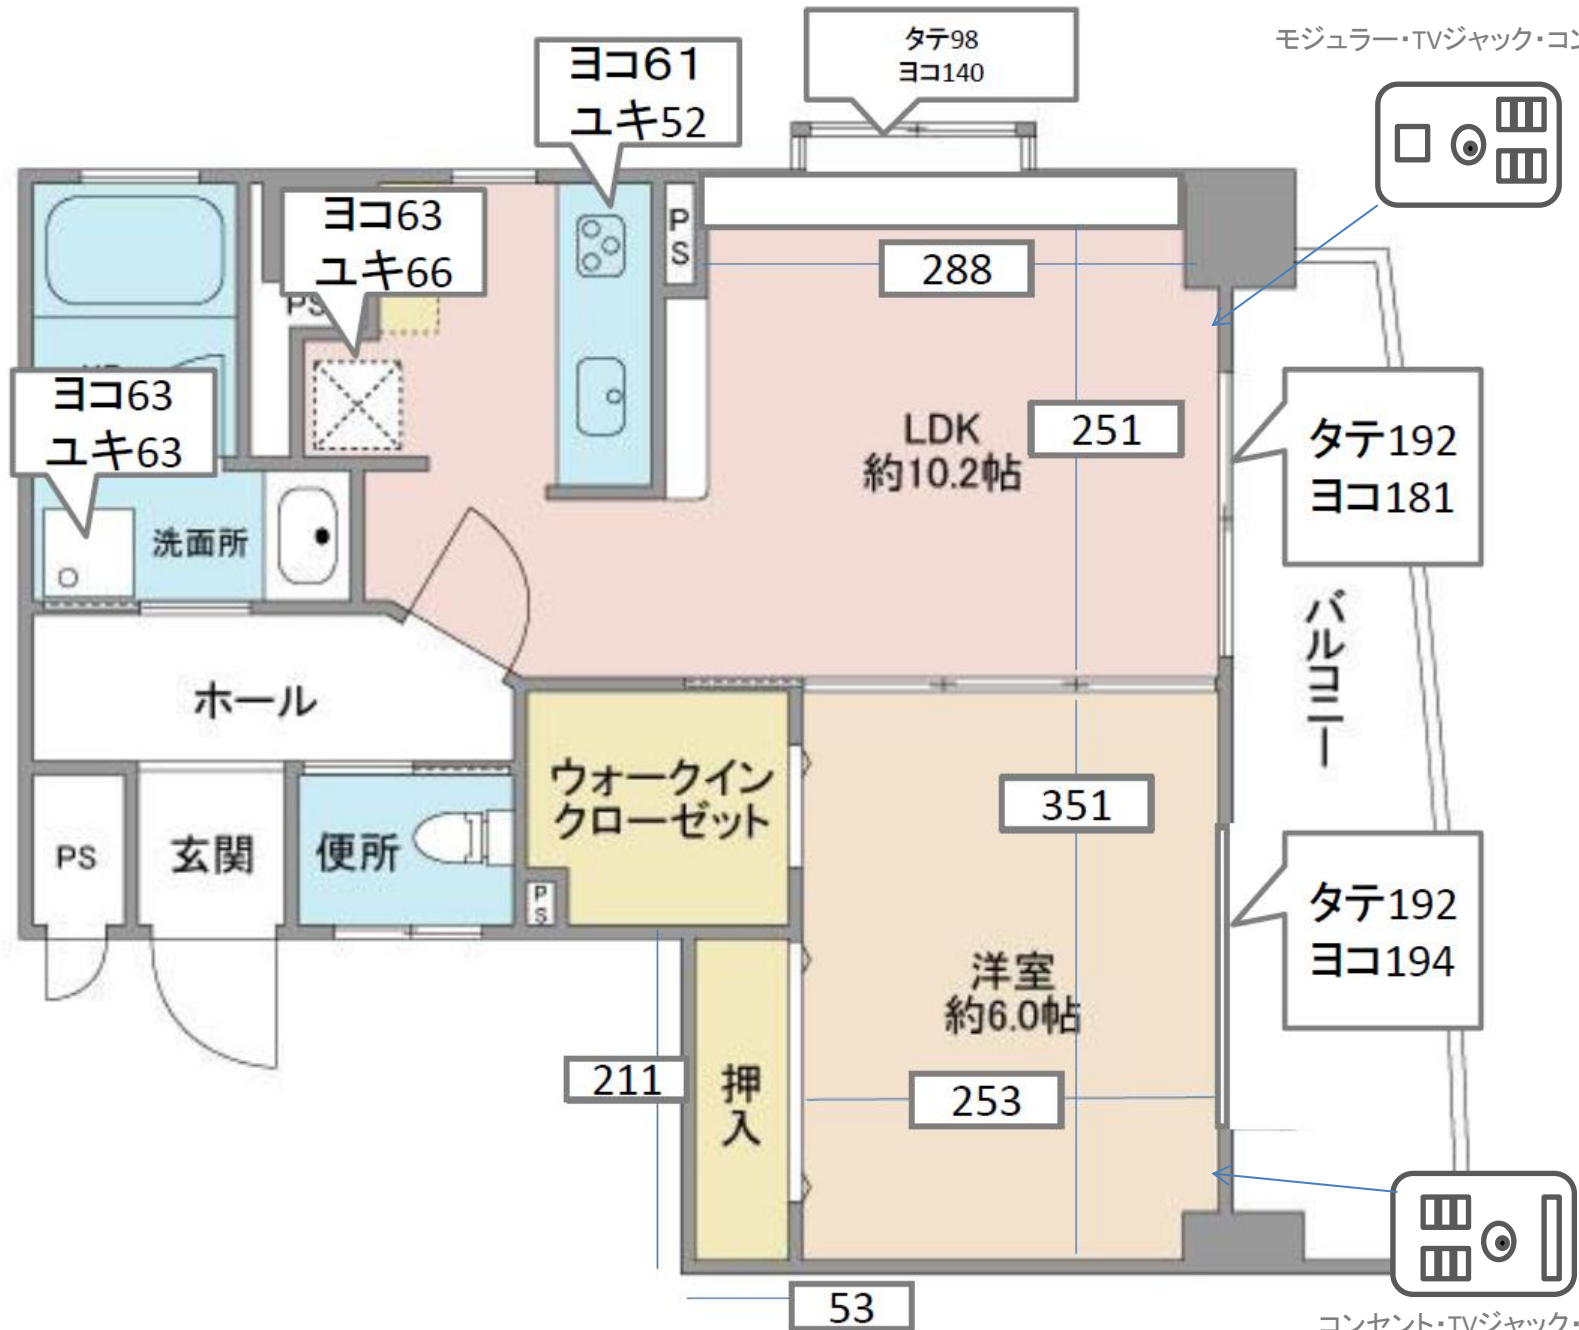 タテ98
ヨコ140
モジュラー・TVジャック・コン
ヨコ61
ユキ52
ヨコ63
ユキ66
PS
PS
288
ヨコ63
ユキ63
LDK
約10.2帖
251
タテ192
ヨコ181
洗面所
バルコニー
ホール
ウォークイン
クローゼット
351
PS
玄関
便所
PS
タテ192
ヨコ194
洋室
約6.0帖
211
押入
253
53
コンセント・TVジャック・